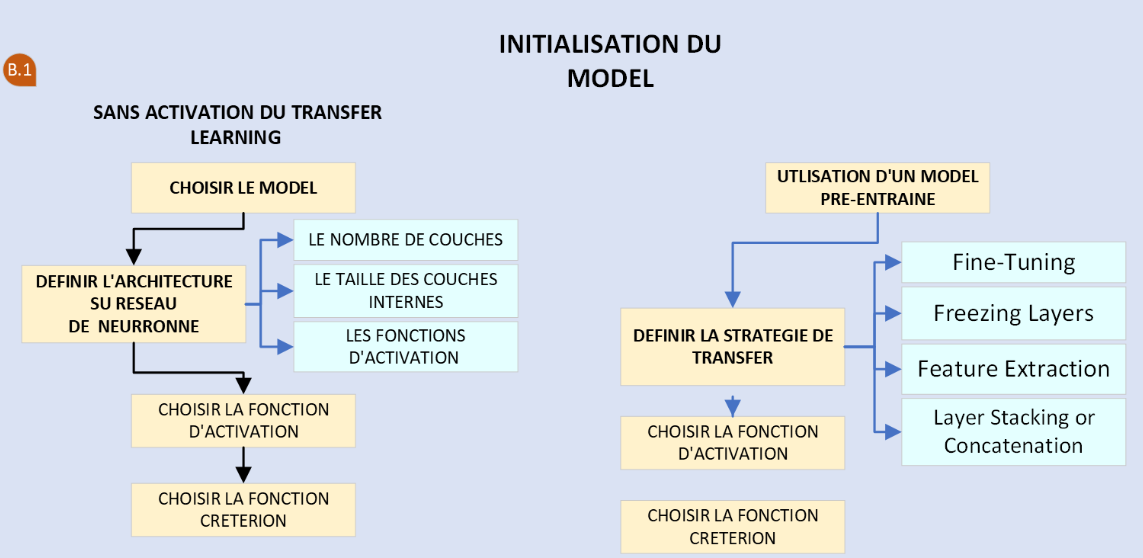 INITIALISATION DU
MODEL
B.1
SANS ACTIVATION DU TRANSFER
LEARNING
CHOISIR LE MODEL
LE NOMBRE DE COUCHES
DEFINIR L'ARCHITECTURE
SU RESEAU
DE NEURRONNE
LE TAILLE DES COUCHES
INTERNES
LES FONCTIONS
D'ACTIVATION
CHOISIR LA FONCTION
D'ACTIVATION
CHOISIR LA FONCTION
CRETERION
UTLISATION D'UN MODEL
PRE-ENTRAINE
DEFINIR LA STRATEGIE DE
TRANSFER
Fine-Tuning
Freezing Layers
Feature Extraction
Layer Stacking or
Concatenation
CHOISIR LA FONCTION
D'ACTIVATION
CHOISIR LA FONCTION
CRETERION